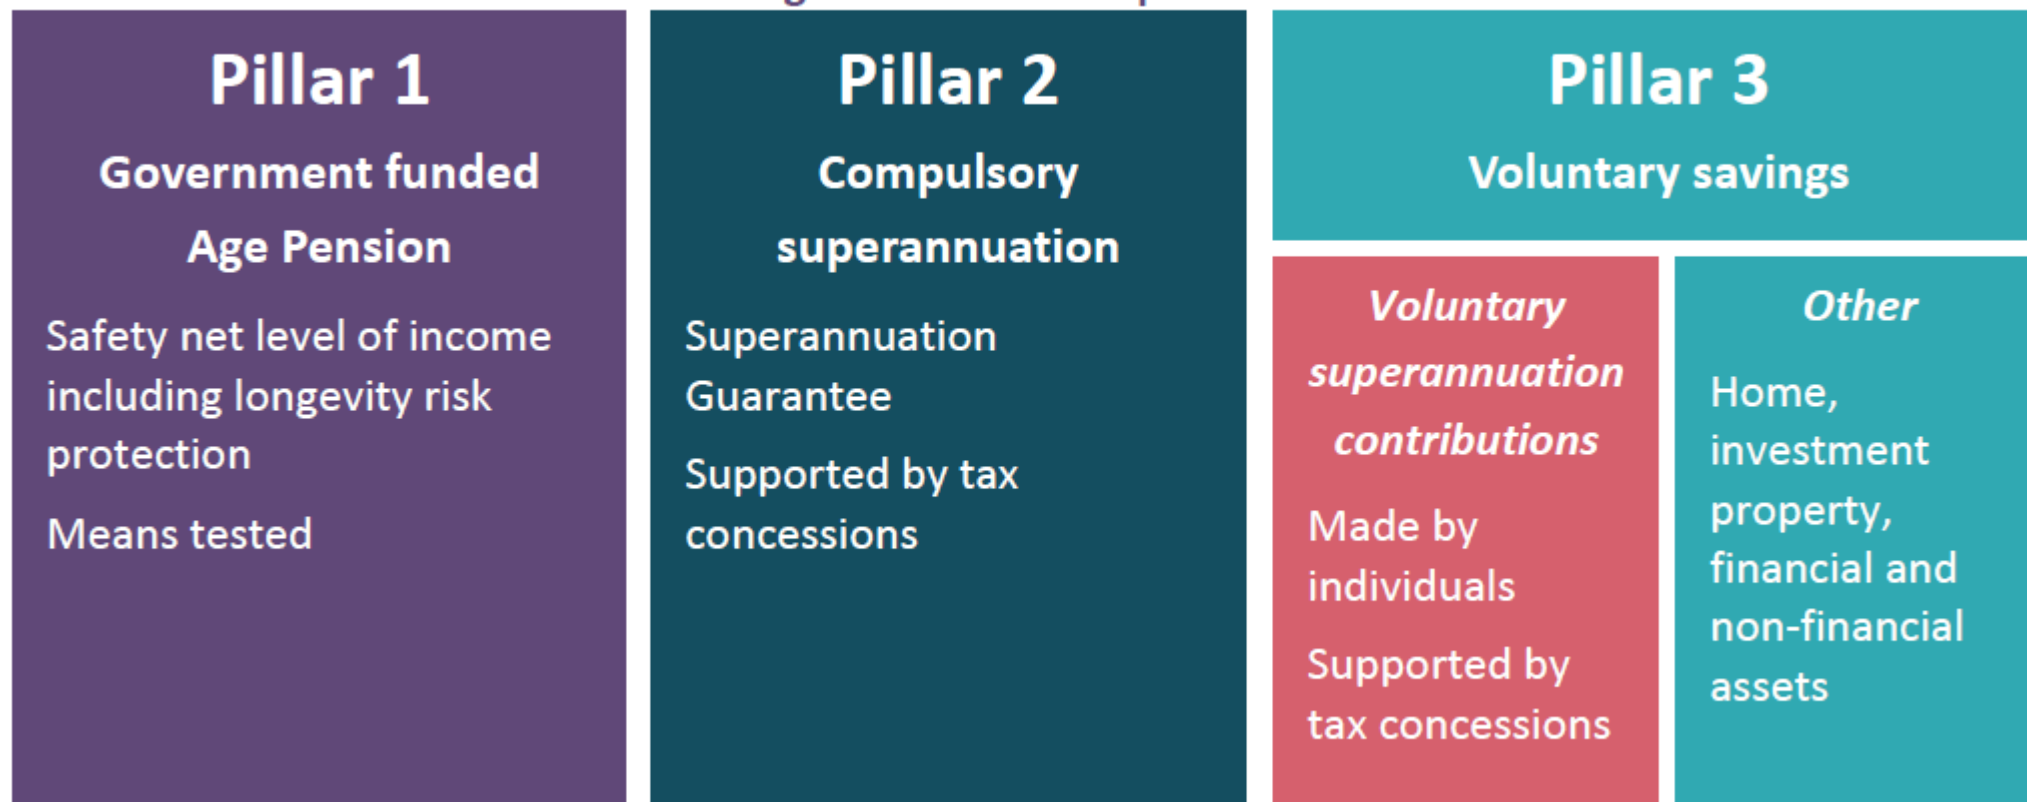 Pillar 1
Government funded
Age Pension
Safety net level of income
including longevity risk
protection
Means tested
Pillar 2
Compulsory
superannuation
Superannuation
Guarantee
Supported by tax
concessions
Pillar 3
Voluntary savings
Voluntary
superannuation
contributions
Made by
individuals
Supported by
tax concessions
Other
Home,
investment
property,
financial and
non-financial
assets